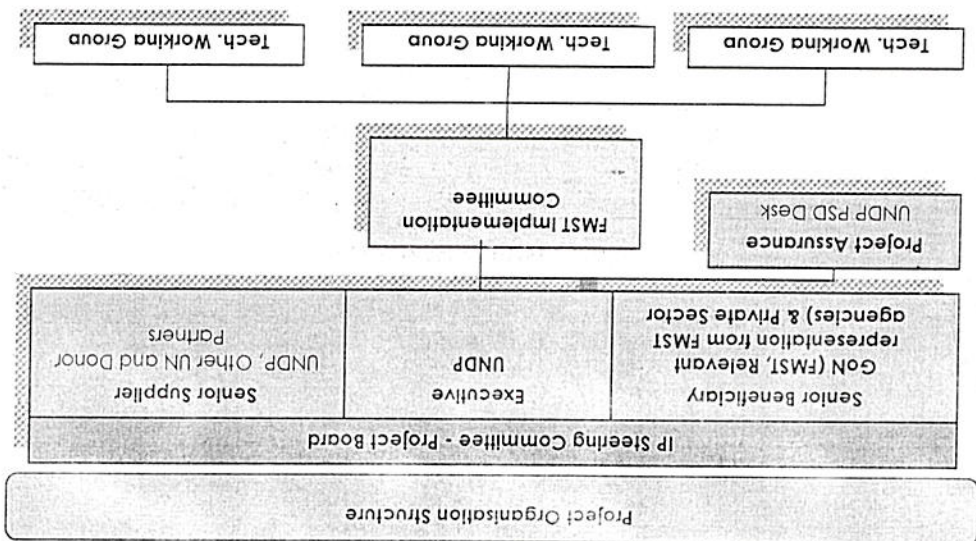 Project Organisation Structure
IP Steering Committee - Project Board
Senior Beneficiary
GoN (FMST, Relevant
representation from FMST
agencies) & Private Sector
Executive
UNDP
Senior Supplier
UNDP, Other UN and Donor
Partners
Project Assurance
UNDP PSD Desk
FMST Implementation
Committee
Tech. Working Group
Tech. Working Group
Tech. Working Group